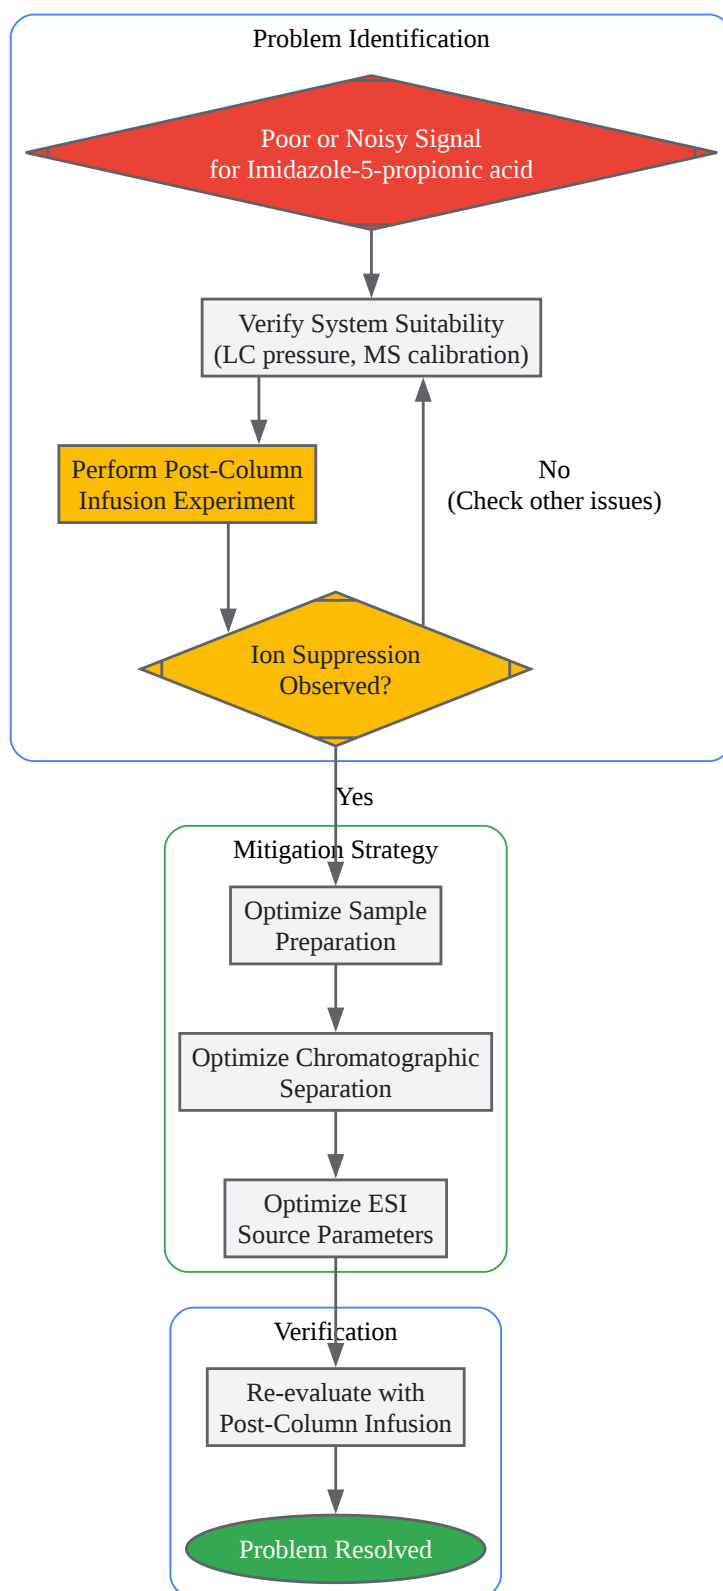 Problem Identification
Poor or Noisy Signal
for Imidazole-5-propionic acid
Verify System Suitability
(LC pressure, MS calibration)
Perform Post-Column
Infusion Experiment
No
(Check other issues)
Ion Suppression
Observed?
Yes
Mitigation Strategy
Optimize Sample
Preparation
Optimize Chromatographic
Separation
Optimize ESI
Source Parameters
Verification
Re-evaluate with
Post-Column Infusion
Problem Resolved